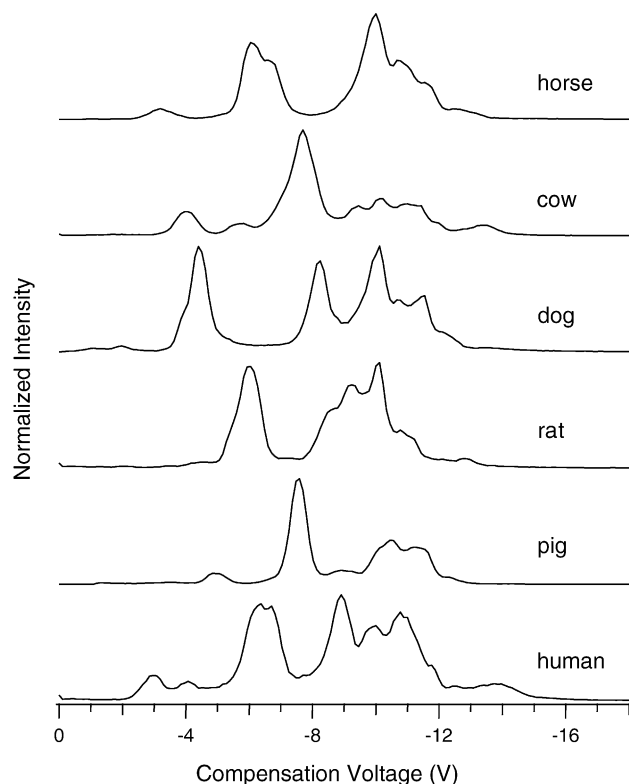 horse
cow
dog
rat
pig
human
Normalized Intensity
0 -4 -8 -12 -16
Compensation Voltage (V)